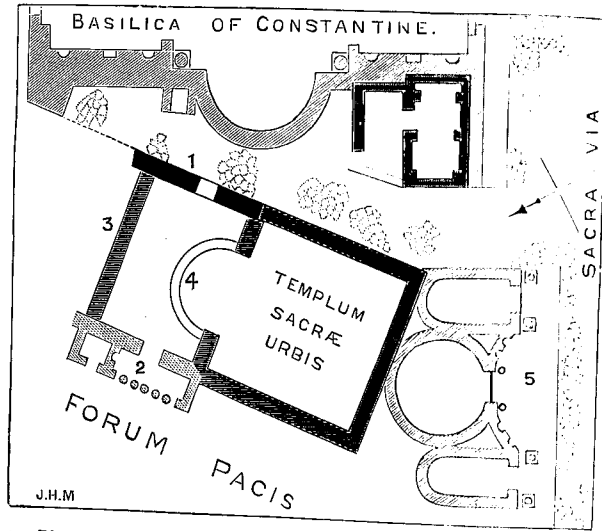 BASILICA OF CONSTANTINE.
1
3
4
TEMPLUM
SACRÆ
URBIS
SACRA VIA
2
5
FORUM PACIS
J.H.M